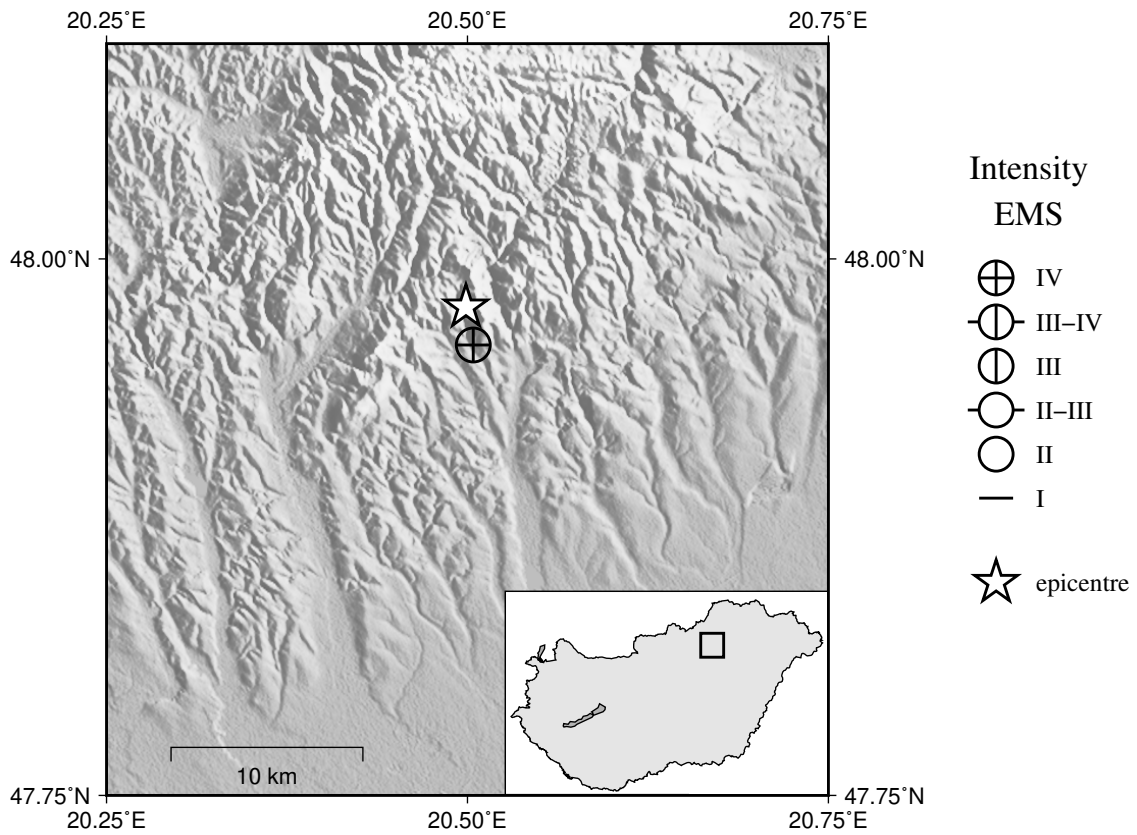 20.25˚E 20.50˚E 20.75˚E
48.00˚N 48.00˚N
47.75˚N 47.75˚N
20.25˚E 20.50˚E 20.75˚E
10 km
Intensity
EMS
IV
III–IV
III
II–III
II
I
epicentre